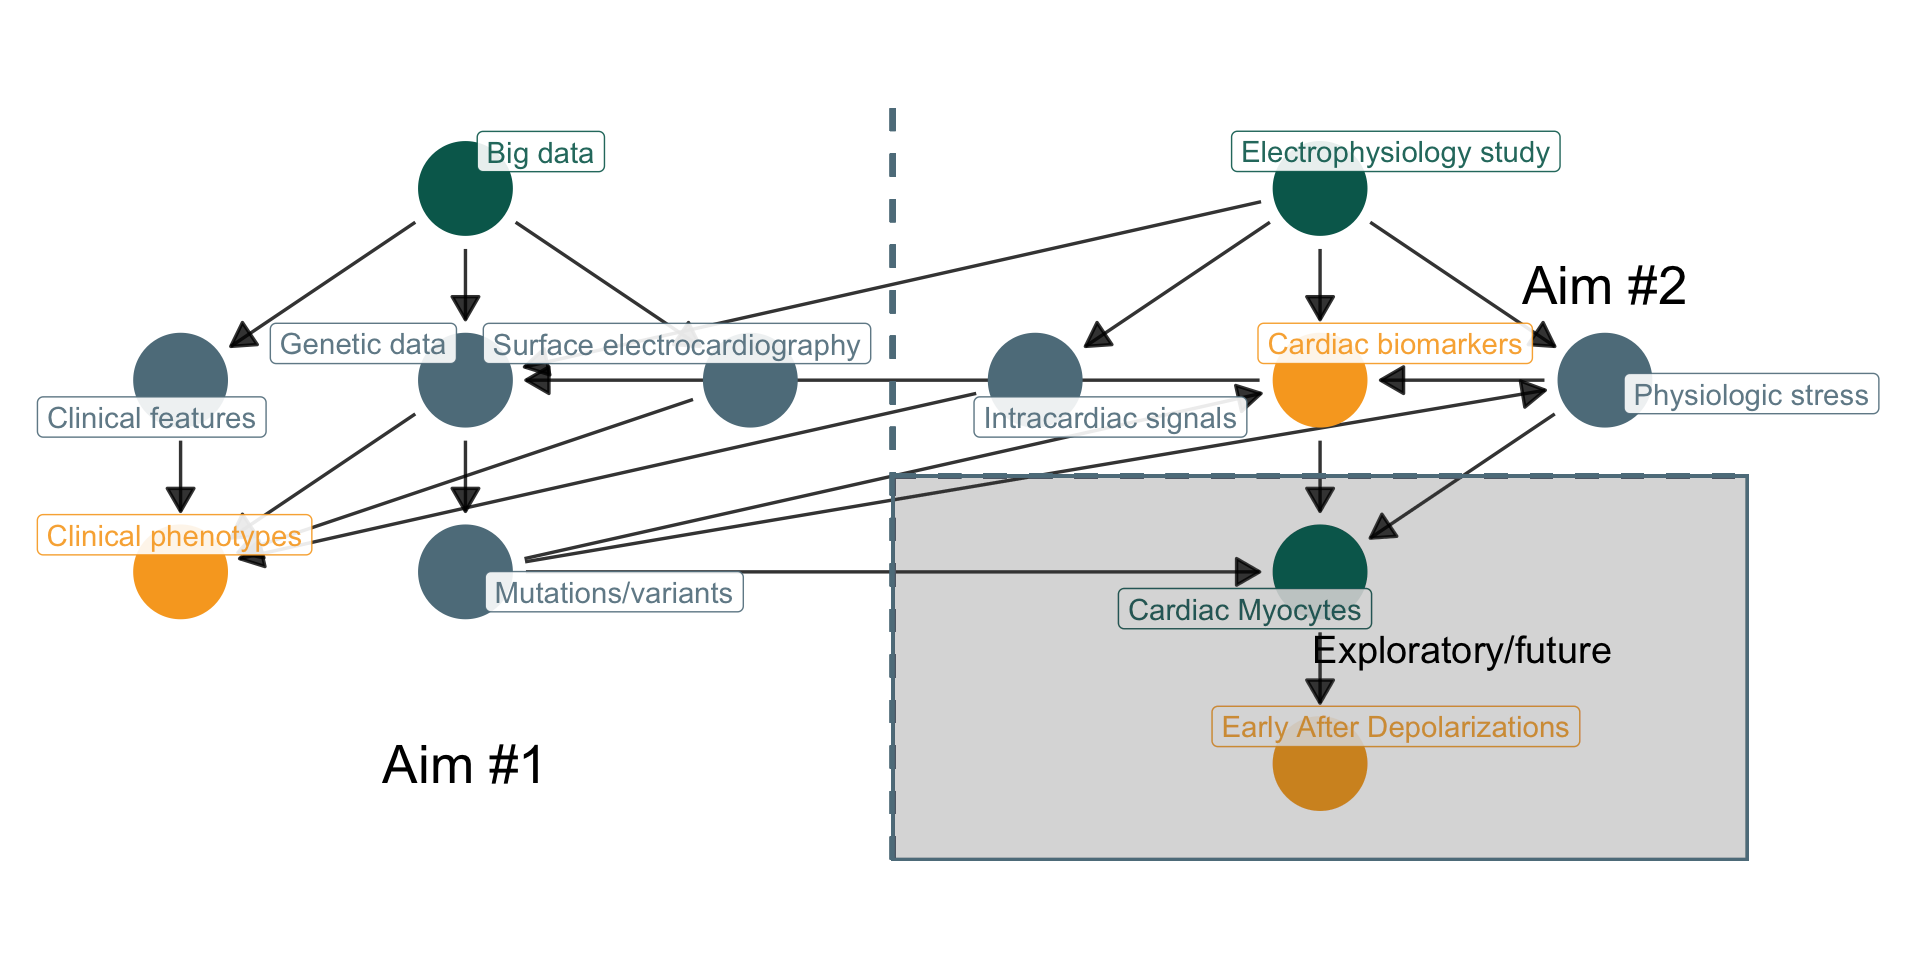 Big data
Electrophysiology study
Aim #2
Genetic data
Surface electrocardiography
Cardiac biomarkers
Physiologic stress
Clinical features
Intracardiac signals
Clinical phenotypes
Mutations/variants
Cardiac Myocytes
Exploratory/future
Early After Depolarizations
Aim #1